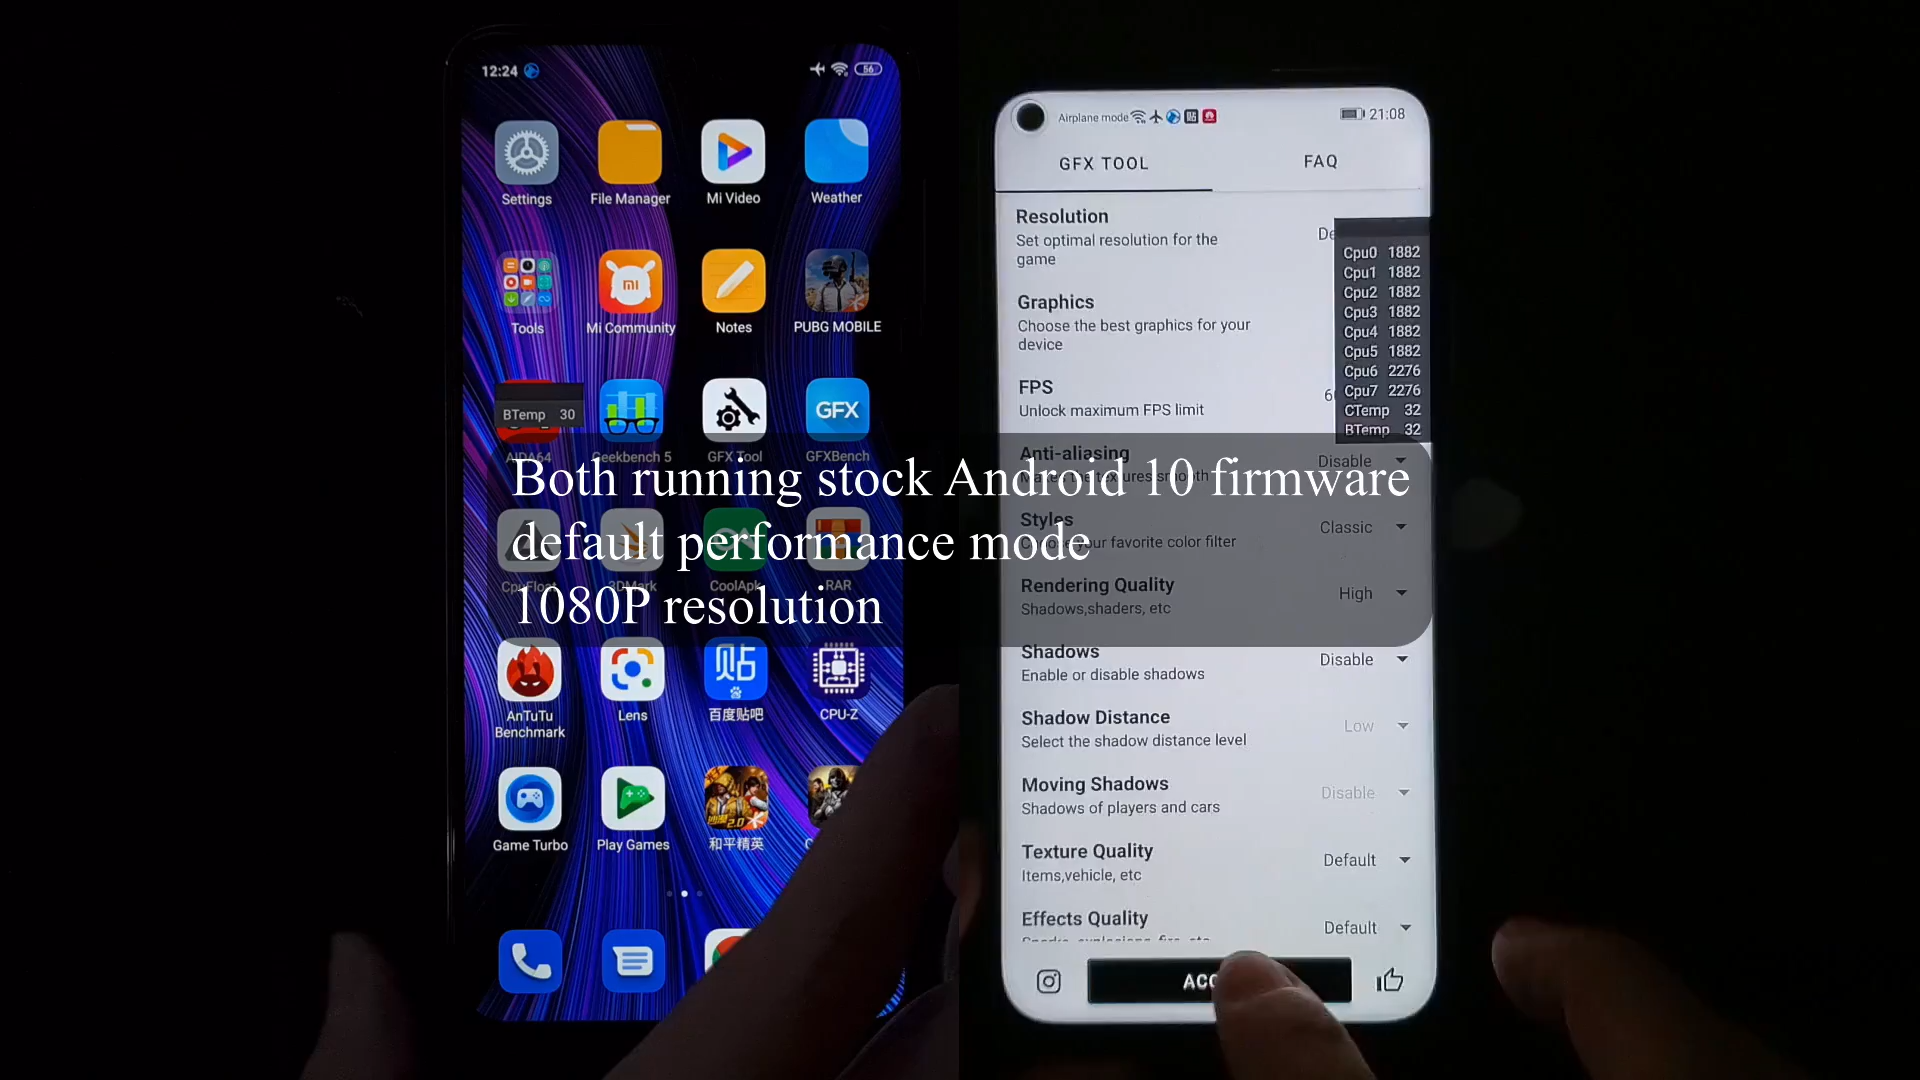 12:24
56
Settings
File Manager
Mi Video
Weather
Tools
Mi Community
Notes
PUBG MOBILE
BTemp 30
AIDA64
Geekbench 5
GFX Tool
GFX
GFXBench
CpuFloat
3DMark
CoolApk
RAR
AnTuTu
Benchmark
Lens
贴
百度贴吧
CPU-Z
Game Turbo
Play Games
和平精英
Both running stock Android 10 firmware
default performance mode
1080P resolution
Airplane mode
21:08
GFX TOOL
FAQ
Resolution
Set optimal resolution for the
game
Graphics
Choose the best graphics for your
device
FPS
Unlock maximum FPS limit
Cpu0 1882
Cpu1 1882
Cpu2 1882
Cpu3 1882
Cpu4 1882
Cpu5 1882
Cpu6 2276
Cpu7 2276
CTemp 32
BTemp 32
Anti-aliasing
Disable
Styles
Classic
your favorite color filter
Rendering Quality
Shadows,shaders, etc
High
Shadows
Enable or disable shadows
Disable
Shadow Distance
Select the shadow distance level
Low
Moving Shadows
Shadows of players and cars
Disable
Texture Quality
Items,vehicle, etc
Default
Effects Quality
Default